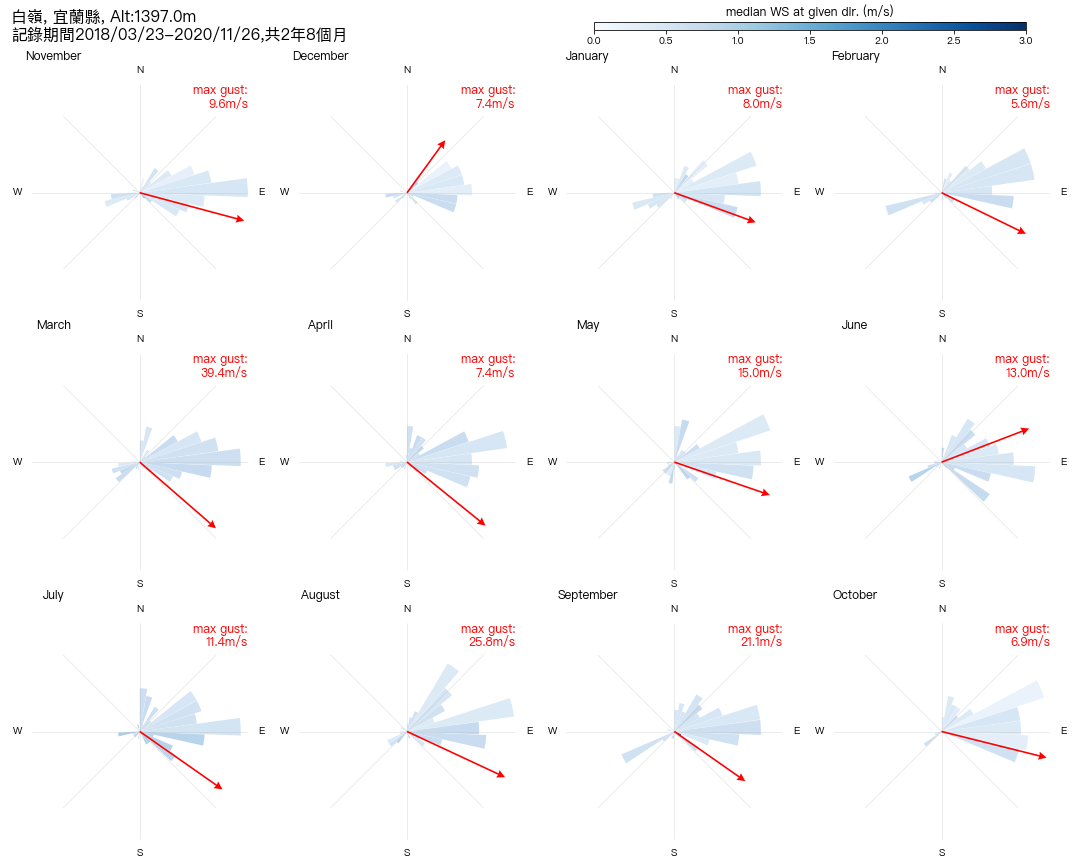 白嶺, 宜蘭縣, Alt:1397.0m
記錄期間2018/03/23-2020/11/26,共2年8個月
median WS at given dir. (m/s)
0.0 0.5 1.0 1.5 2.0 2.5 3.0
November
N
max gust:
9.6m/s
W
E
S
December
N
max gust:
7.4m/s
W
E
January
N
max gust:
8.0m/s
W
E
S
February
N
max gust:
5.6m/s
W
E
S
March
N
max gust:
39.4m/s
W
E
S
April
N
max gust:
7.4m/s
W
E
May
N
max gust:
15.0m/s
W
E
S
June
N
max gust:
13.0m/s
W
E
S
July
N
max gust:
11.4m/s
W
E
S
August
N
max gust:
25.8m/s
W
E
S
September
N
max gust:
21.1m/s
W
E
S
October
N
max gust:
6.9m/s
W
E
S